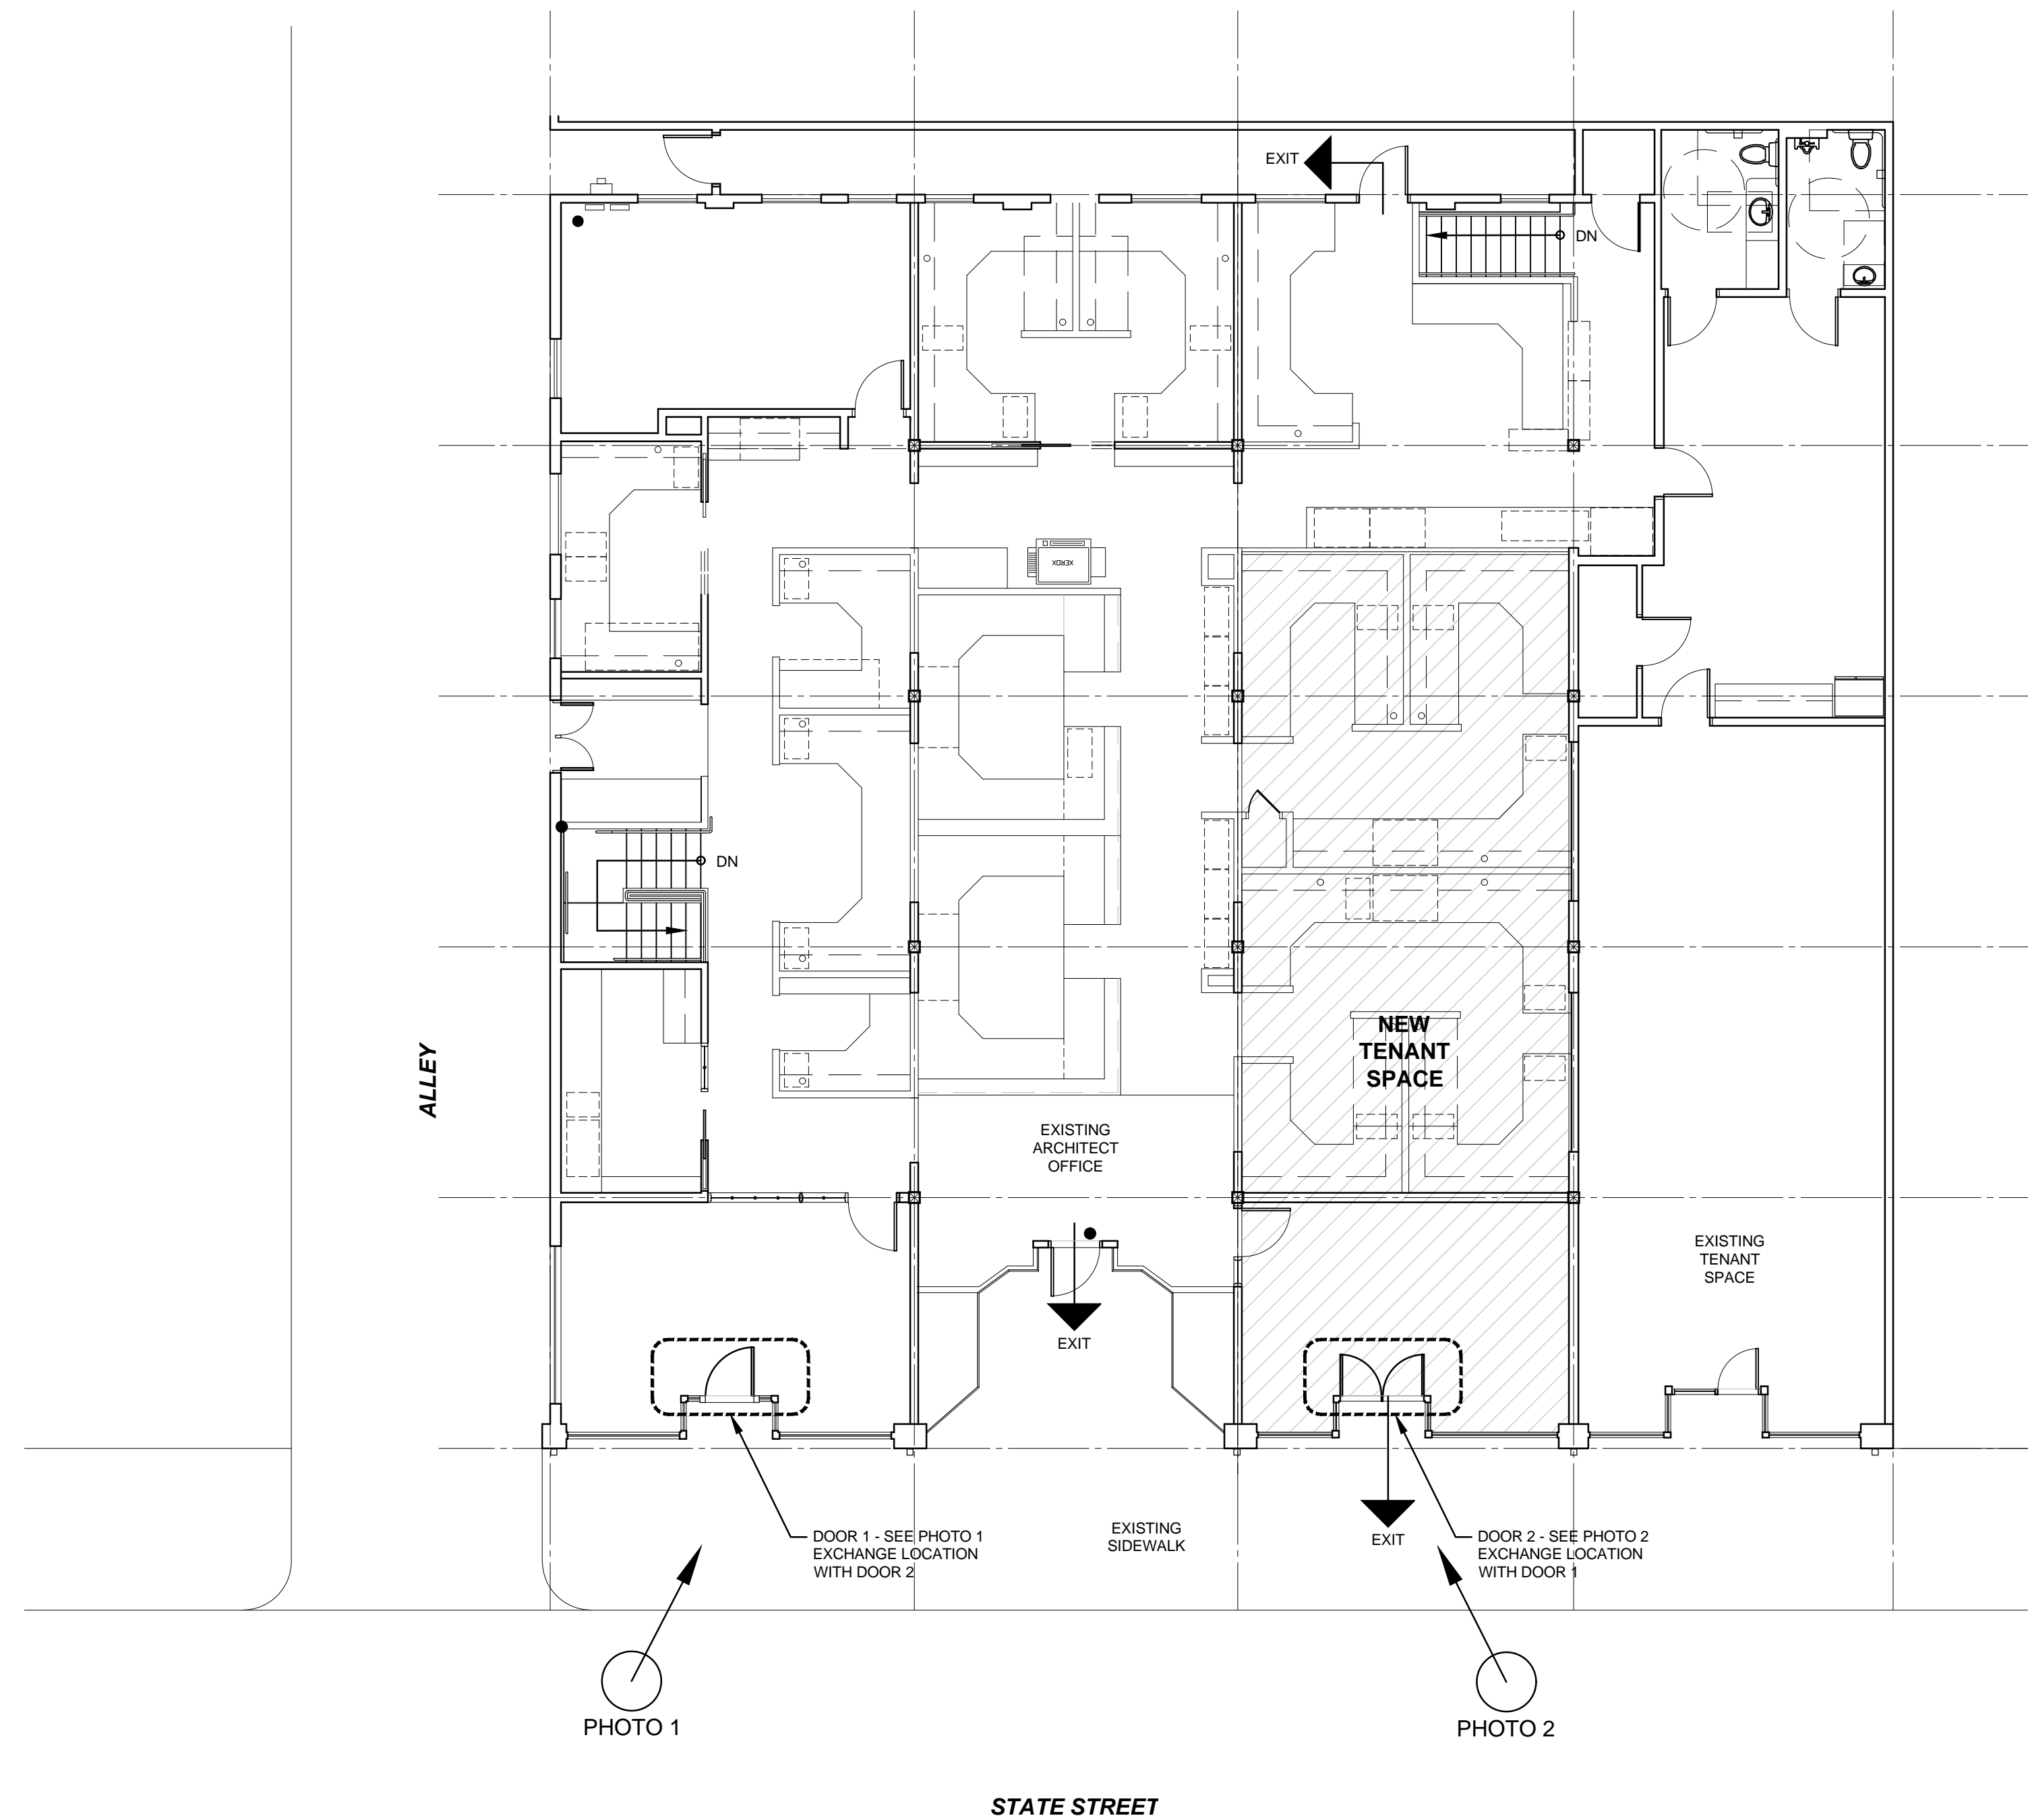 EXIT
DN
XEROX
DN
NEW
TENANT
SPACE
ALLEY
EXISTING
ARCHITECT
OFFICE
EXISTING
TENANT
SPACE
EXIT
DOOR 1 - SEE PHOTO 1
EXCHANGE LOCATION
WITH DOOR 2
EXISTING
SIDEWALK
EXIT
DOOR 2 - SEE PHOTO 2
EXCHANGE LOCATION
WITH DOOR 1
PHOTO 1
PHOTO 2
STATE STREET